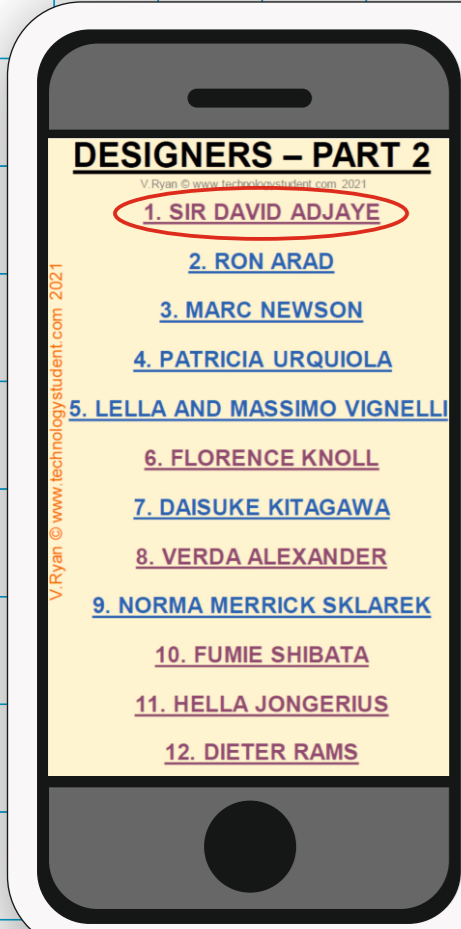 DESIGNERS – PART 2
V.Ryan © www.technologystudent.com 2021
1. SIR DAVID ADJAYE
2. RON ARAD
3. MARC NEWSON
4. PATRICIA URQUIOLA
5. LELLA AND MASSIMO VIGNELLI
6. FLORENCE KNOLL
7. DAISUKE KITAGAWA
8. VERDA ALEXANDER
9. NORMA MERRICK SKLAREK
10. FUMIE SHIBATA
11. HELLA JONGERIUS
12. DIETER RAMS
V.Ryan © www.technologystudent.com 2021